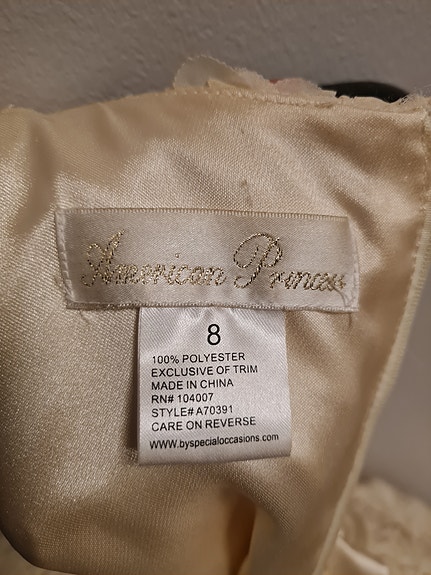 American Princess
8
100% POLYESTER
EXCLUSIVE OF TRIM
MADE IN CHINA
RN# 104007
STYLE# A70391
CARE ON REVERSE
www.byspecialoccasions.com